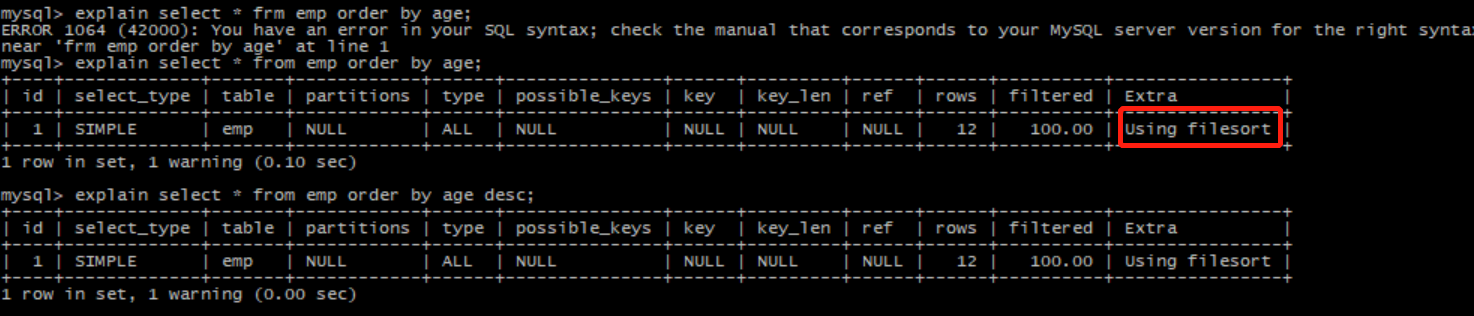 mysql> explain select * frm emp order by age;
ERROR 1064 (42000): You have an error in your SQL syntax; check the manual that corresponds to your MySQL server version for the right
near 'frm emp order by age' at line 1
mysql> explain select * from emp order by age;
+----+-------------+-------+------------+------+---------------+------+---------+------+------+----------+----------------+
| id | select_type | table | partitions | type | possible_keys | key | key_len | ref | rows | filtered | Extra |
+----+-------------+-------+------------+------+---------------+------+---------+------+------+----------+----------------+
| 1 | SIMPLE | emp | NULL | ALL | NULL | NULL | NULL | NULL | 12 | 100.00 | Using filesort |
+----+-------------+-------+------------+------+---------------+------+---------+------+------+----------+----------------+
1 row in set, 1 warning (0.10 sec)
mysql> explain select * from emp order by age desc;
+----+-------------+-------+------------+------+---------------+------+---------+------+------+----------+----------------+
| id | select_type | table | partitions | type | possible_keys | key | key_len | ref | rows | filtered | Extra |
+----+-------------+-------+------------+------+---------------+------+---------+------+------+----------+----------------+
| 1 | SIMPLE | emp | NULL | ALL | NULL | NULL | NULL | NULL | 12 | 100.00 | Using filesort |
+----+-------------+-------+------------+------+---------------+------+---------+------+------+----------+----------------+
1 row in set, 1 warning (0.00 sec)